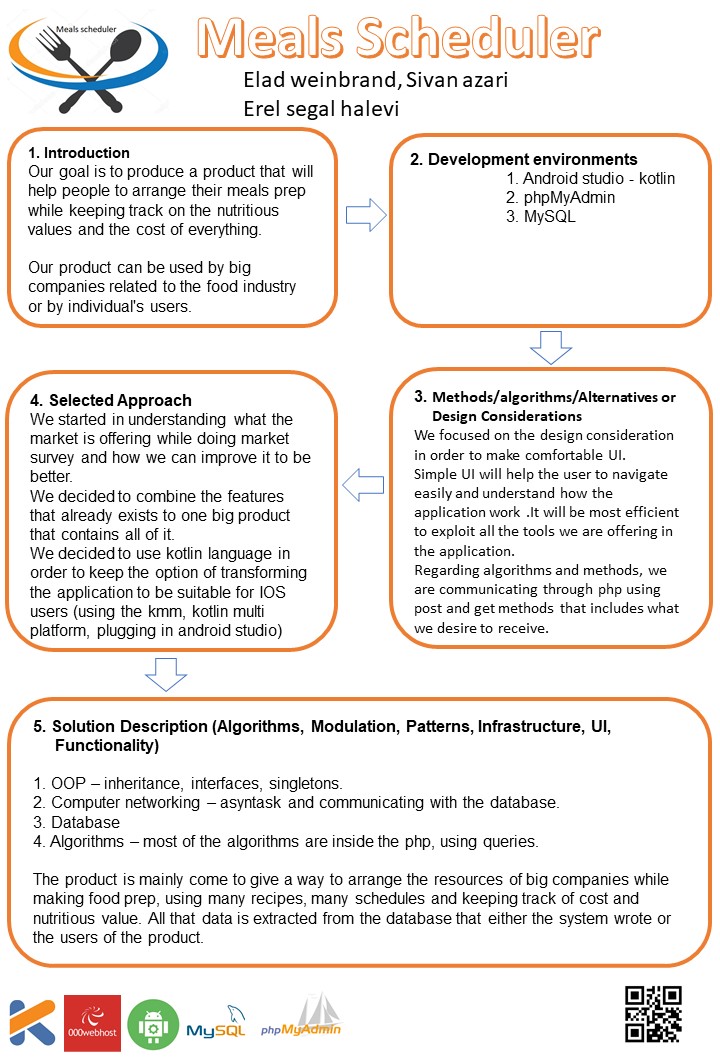 Meals scheduler
Meals Scheduler
Elad weinbrand, Sivan azari
Erel segal halevi
1. Introduction
Our goal is to produce a product that will
help people to arrange their meals prep
while keeping track on the nutritious
values and the cost of everything.
Our product can be used by big
companies related to the food industry
or by individual's users.
2. Development environments
1. Android studio - kotlin
2. phpMyAdmin
3. MySQL
3. Methods/algorithms/Alternatives or
Design Considerations
We focused on the design consideration
in order to make comfortable UI.
Simple UI will help the user to navigate
easily and understand how the
application work .It will be most efficient
to exploit all the tools we are offering in
the application.
Regarding algorithms and methods, we
are communicating through php using
post and get methods that includes what
we desire to receive.
4. Selected Approach
We started in understanding what the
market is offering while doing market
survey and how we can improve it to be
better.
We decided to combine the features
that already exists to one big product
that contains all of it.
We decided to use kotlin language in
order to keep the option of transforming
the application to be suitable for IOS
users (using the kmm, kotlin multi
platform, plugging in android studio)
5. Solution Description (Algorithms, Modulation, Patterns, Infrastructure, UI,
Functionality)
1. OOP – inheritance, interfaces, singletons.
2. Computer networking – asyntask and communicating with the database.
3. Database
4. Algorithms – most of the algorithms are inside the php, using queries.
The product is mainly come to give a way to arrange the resources of big companies while
making food prep, using many recipes, many schedules and keeping track of cost and
nutritious value. All that data is extracted from the database that either the system wrote or
the users of the product.
000webhost
MySQL
phpMyAdmin